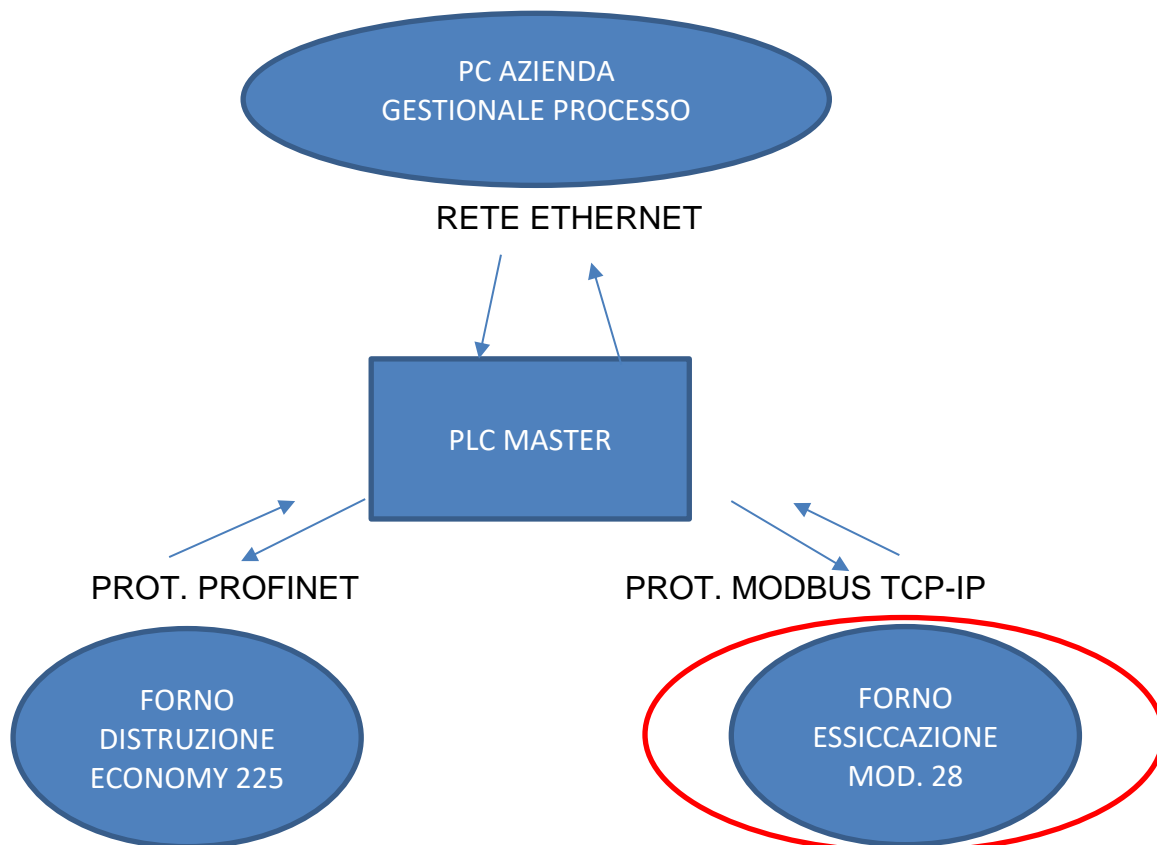 PC AZIENDA
GESTIONALE PROCESSO
RETE ETHERNET
PLC MASTER
PROT. PROFINET
PROT. MODBUS TCP-IP
FORNO
DISTRUZIONE
ECONOMY 225
FORNO
ESSICCAZIONE
MOD. 28